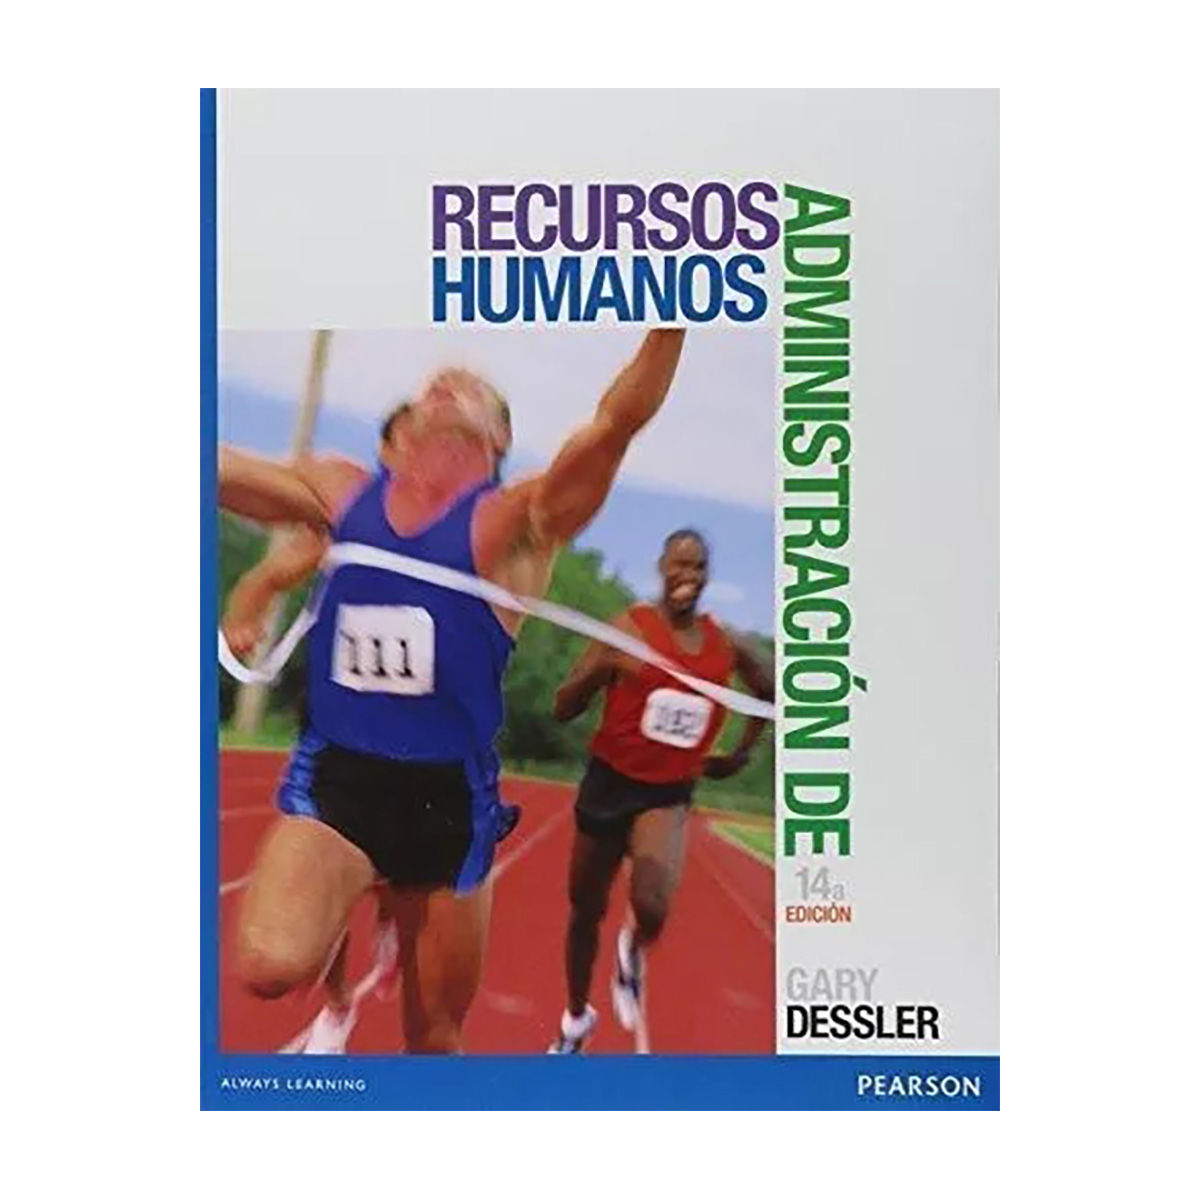 ADMINISTRACIÓN DE
RECURSOS
HUMANOS
14a
EDICIÓN
GARY
DESSLER
111
ALWAYS LEARNING
PEARSON